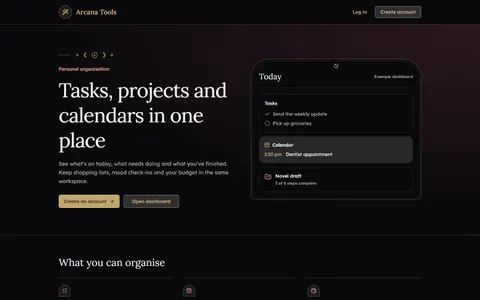 Arcana Tools
Log in
Create account
Personal organisation
Tasks, projects and
calendars in one
place
See what's on today, what needs doing and what you've finished.
Keep shopping lists, mood check-ins and your budget in the same
workspace.
Create an account →
Open dashboard
Today
Example dashboard
Tasks
Send the weekly update
Pick up groceries
Calendar
2:30 pm Dentist appointment
Novel draft
3 of 8 steps complete
What you can organise